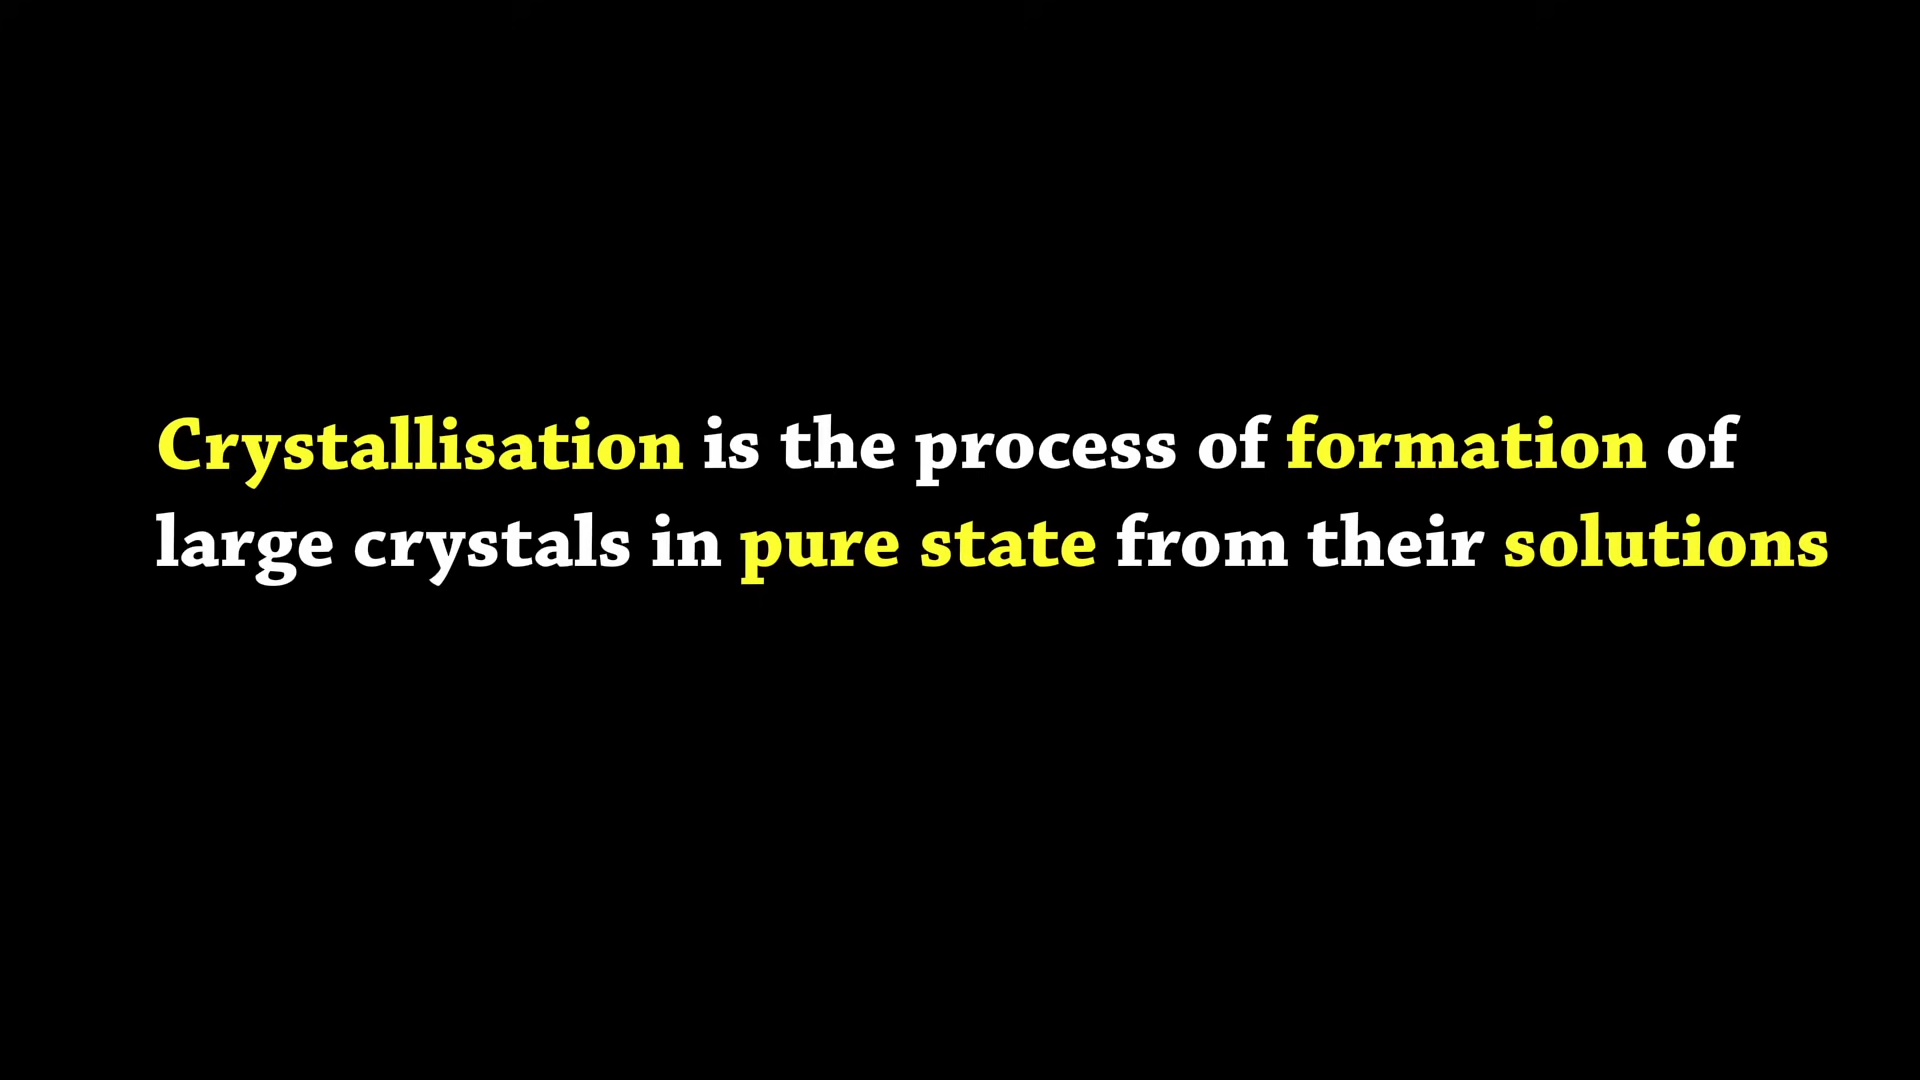 Crystallisation is the process of formation of
large crystals in pure state from their solutions